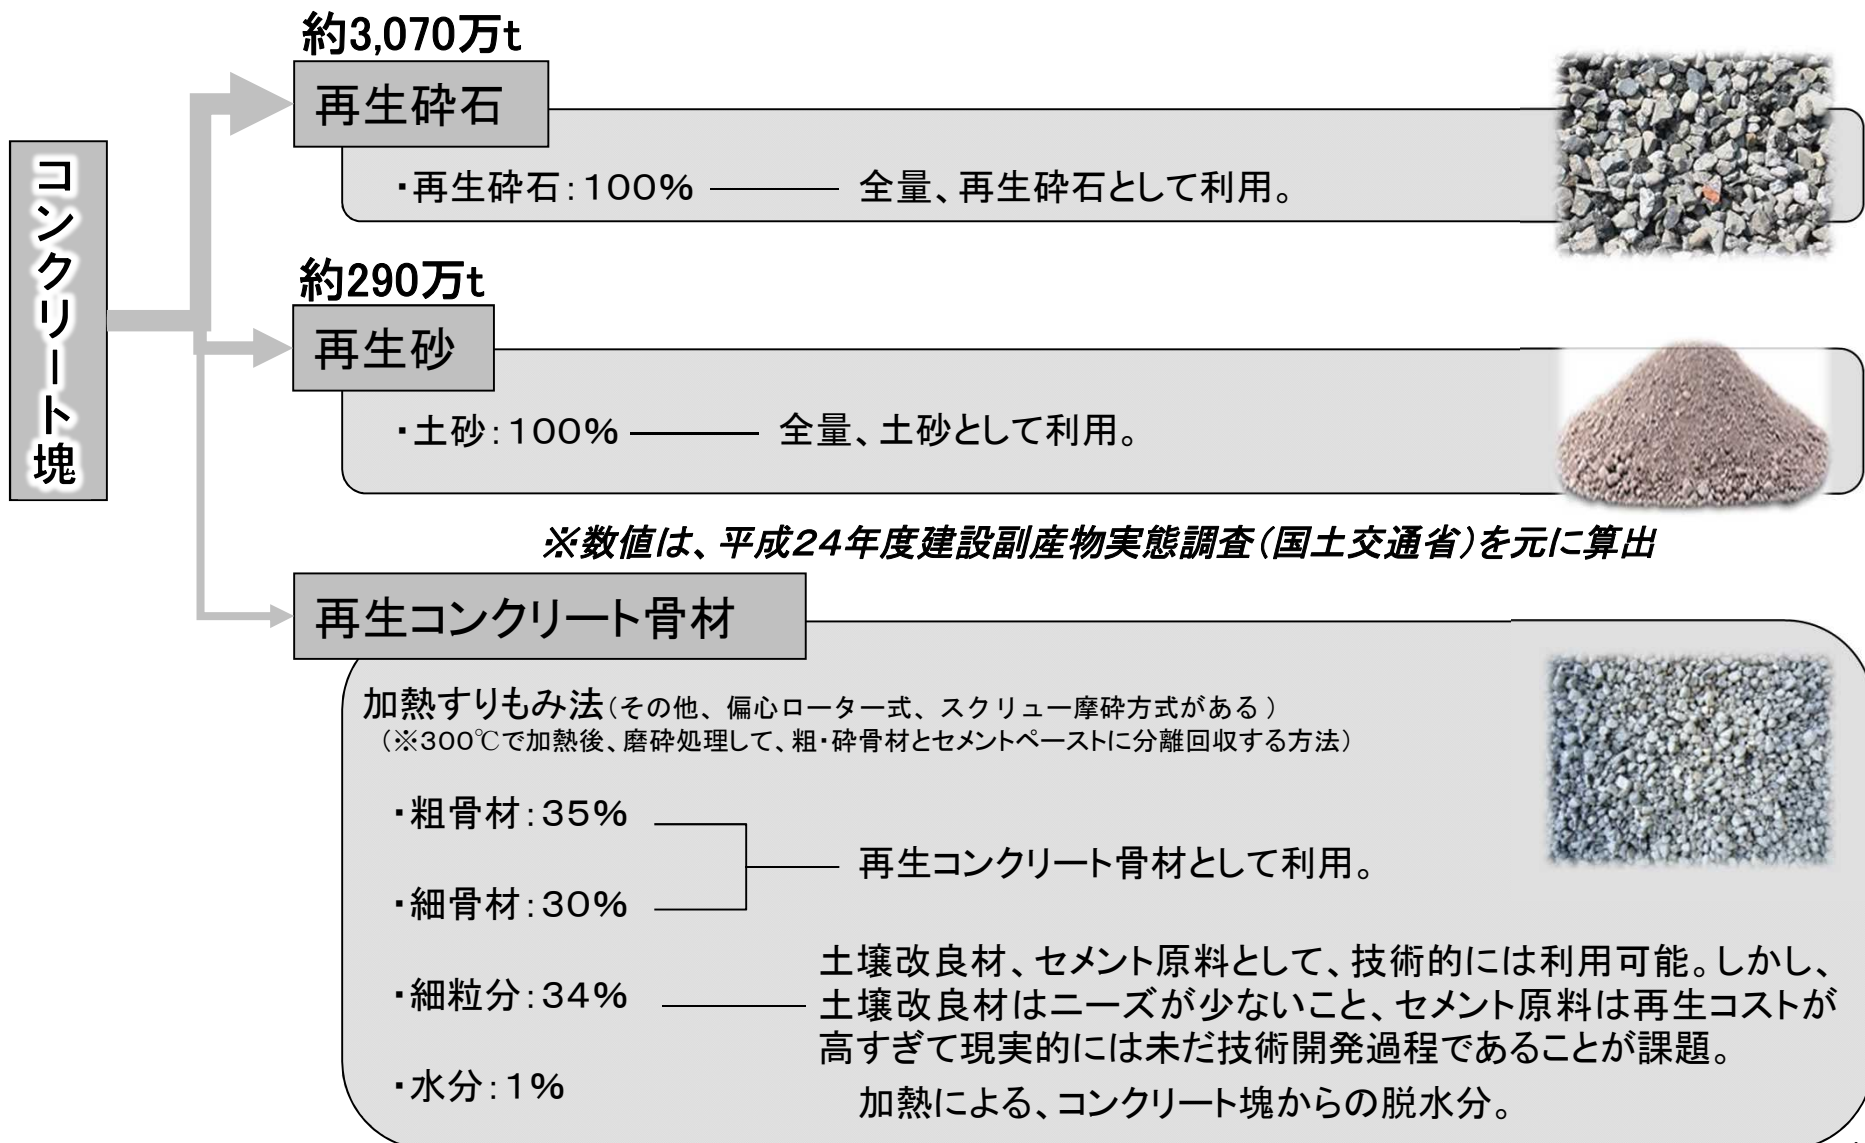 コンクリート塊
約3,070万t
再生砕石
・再生砕石：100% 全量、再生砕石として利用。
約290万t
再生砂
・土砂：100% 全量、土砂として利用。
※数値は、平成24年度建設副産物実態調査（国土交通省）を元に算出
再生コンクリート骨材
加熱すりもみ法（その他、偏心ローター式、スクリュー摩砕方式がある）
（※300℃で加熱後、磨砕処理して、粗・砕骨材とセメントペーストに分離回収する方法）
・粗骨材：35%
再生コンクリート骨材として利用。
・細骨材：30%
土壌改良材、セメント原料として、技術的には利用可能。しかし、
・細粒分：34% 土壌改良材はニーズが少ないこと、セメント原料は再生コストが
高すぎて現実的には未だ技術開発過程であることが課題。
・水分：1%
加熱による、コンクリート塊からの脱水分。